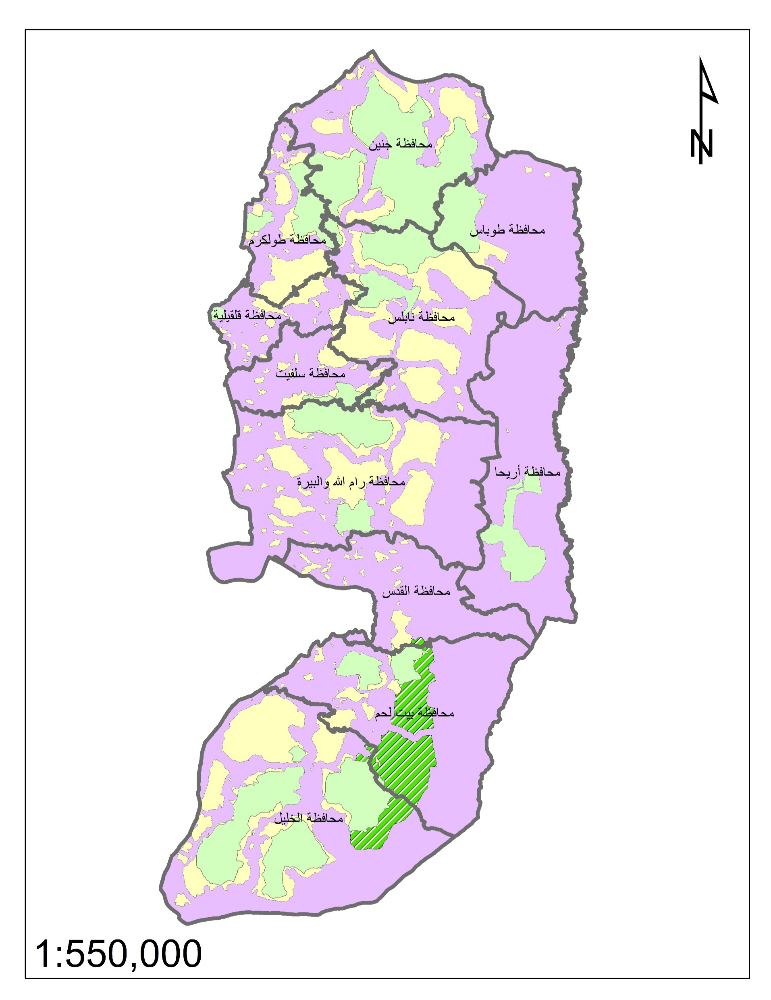 N
محافظة جنين
محافظة طوباس
محافظة طولكرم
محافظة قلقيلية
محافظة نابلس
محافظة سلفيت
محافظة أريحا
محافظة رام الله والبيرة
محافظة القدس
محافظة بيت لحم
محافظة الخليل
1:550,000